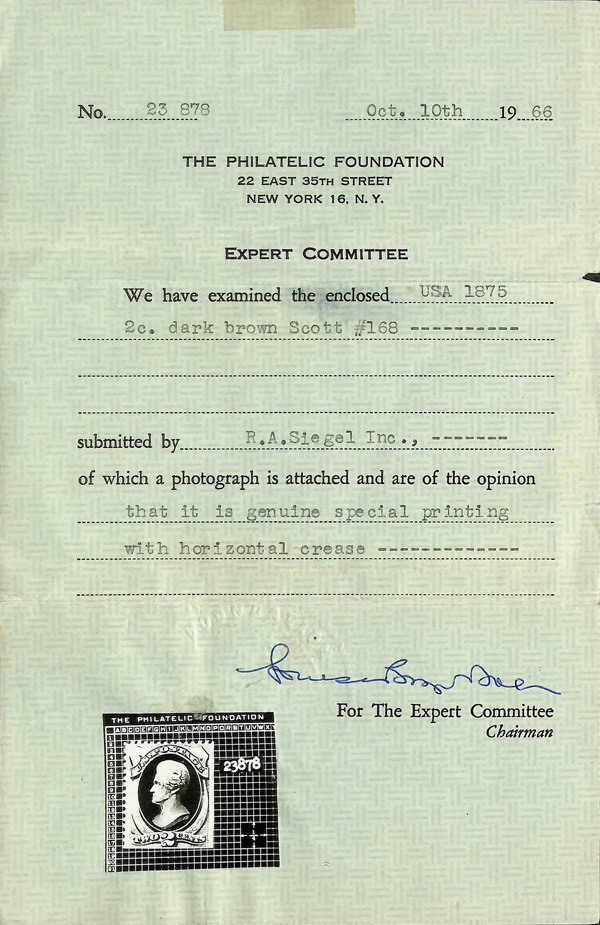 No. 23 878 Oct. 10th 19 66
THE PHILATELIC FOUNDATION
22 EAST 35TH STREET
NEW YORK 16, N. Y.
EXPERT COMMITTEE
We have examined the enclosed USA 1875
2c. dark brown Scott #168 ----------
submitted by R.A.Siegel Inc., -------
of which a photograph is attached and are of the opinion
that it is genuine special printing
with horizontal crease -------------
For The Expert Committee
Chairman
THE PHILATELIC FOUNDATION
ABCDEFGHIJKLMNOPQRSTUVWX
23878
U.S. POSTAGE
TWO 2 CENTS